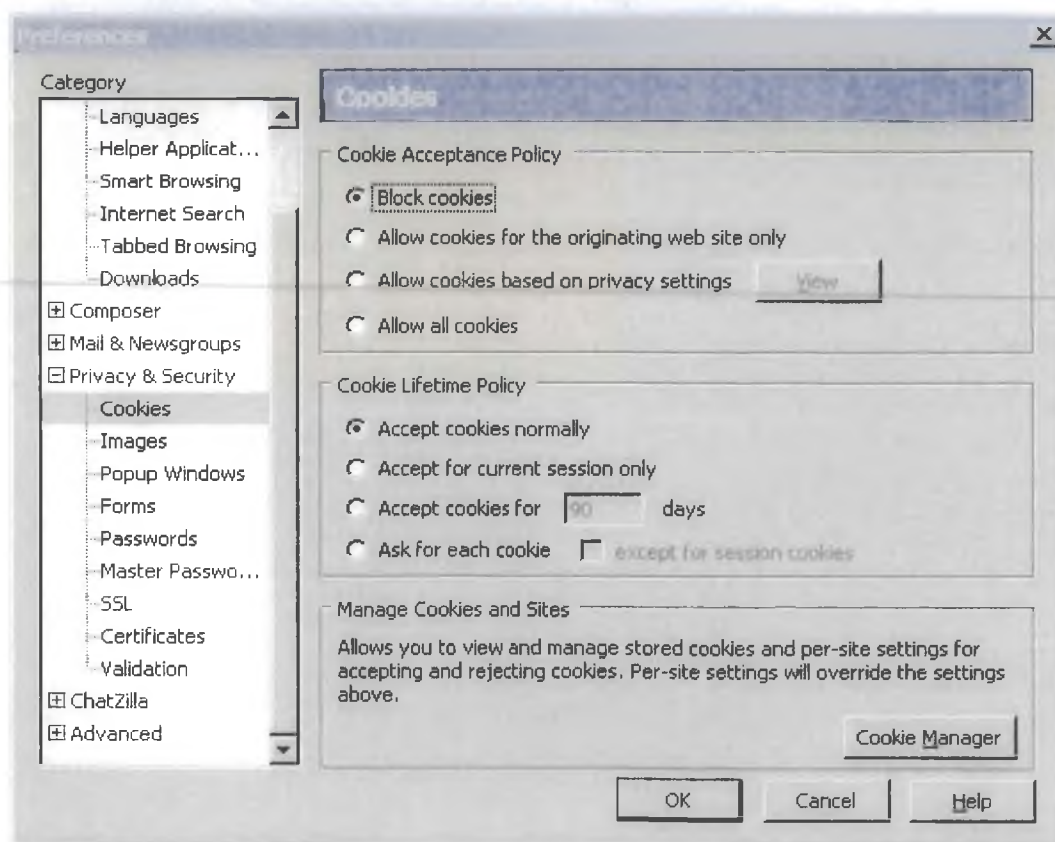 Preferences
Category
Languages
Helper Applicat...
Smart Browsing
Internet Search
Tabbed Browsing
Downloads
Composer
Mail & Newsgroups
Privacy & Security
Cookies
Images
Popup Windows
Forms
Passwords
Master Passwo...
SSL
Certificates
Validation
ChatZilla
Advanced
Cookies
Cookie Acceptance Policy
Block cookies
Allow cookies for the originating web site only
Allow cookies based on privacy settings View
Allow all cookies
Cookie Lifetime Policy
Accept cookies normally
Accept for current session only
Accept cookies for 90 days
Ask for each cookie except for session cookies
Manage Cookies and Sites
Allows you to view and manage stored cookies and per-site settings for
accepting and rejecting cookies. Per-site settings will override the settings
above.
Cookie Manager
OK Cancel Help